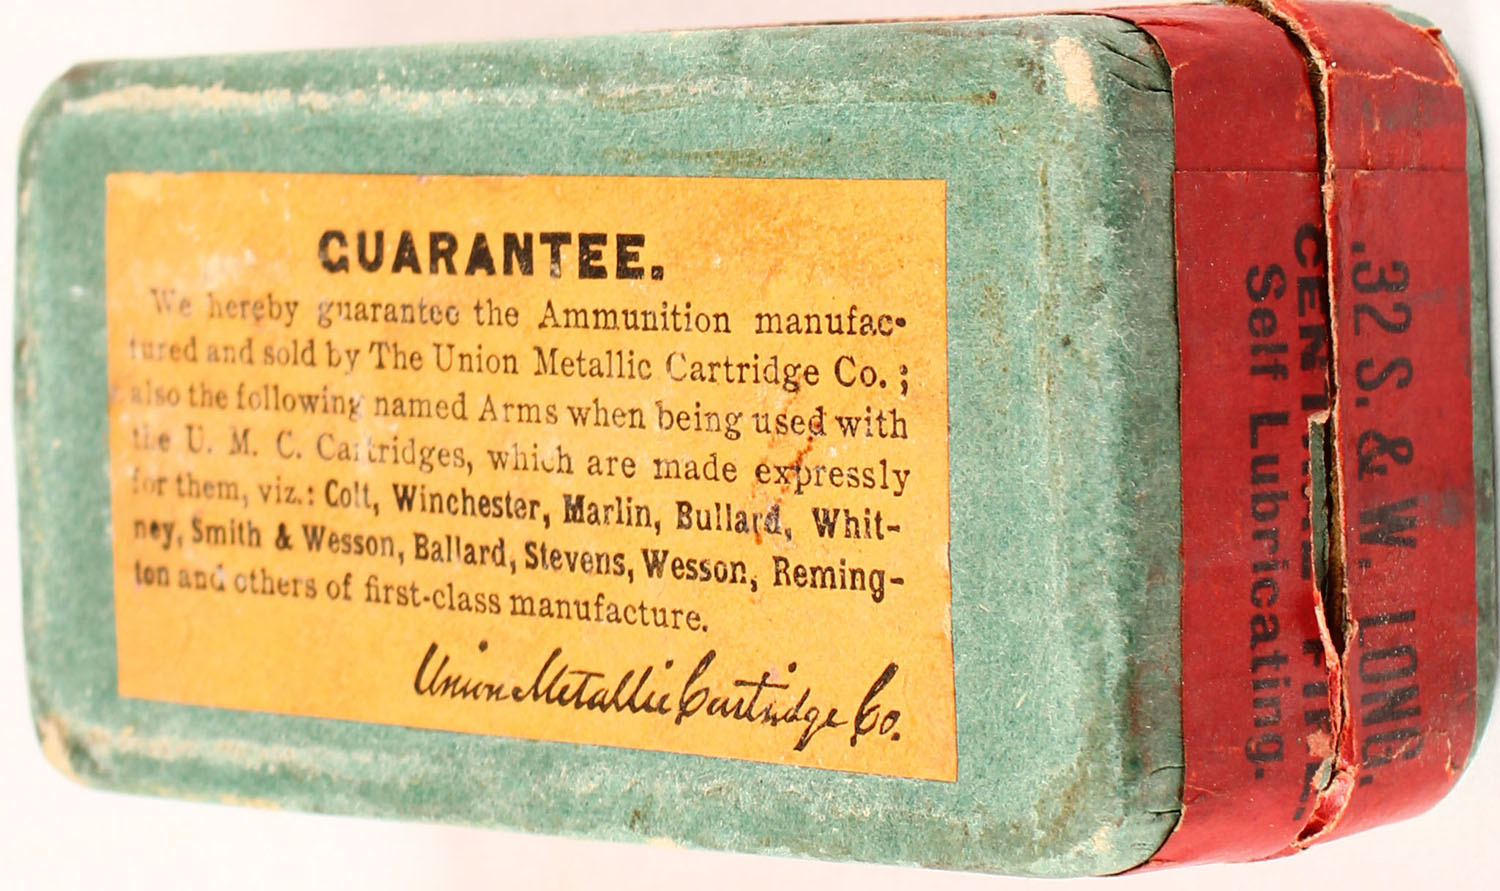 GUARANTEE.
We hereby guarantee the Ammunition manufac-
tured and sold by The Union Metallic Cartridge Co. ;
also the following named Arms when being used with
the U. M. C. Cartridges, which are made expressly
for them, viz.: Colt, Winchester, Marlin, Bullard, Whit-
ney, Smith & Wesson, Ballard, Stevens, Wesson, Reming-
ton and others of first-class manufacture.
Union Metallic Cartridge Co.
.32 S. & W. LONG.
CENTRAL FIRE.
Self Lubricating.